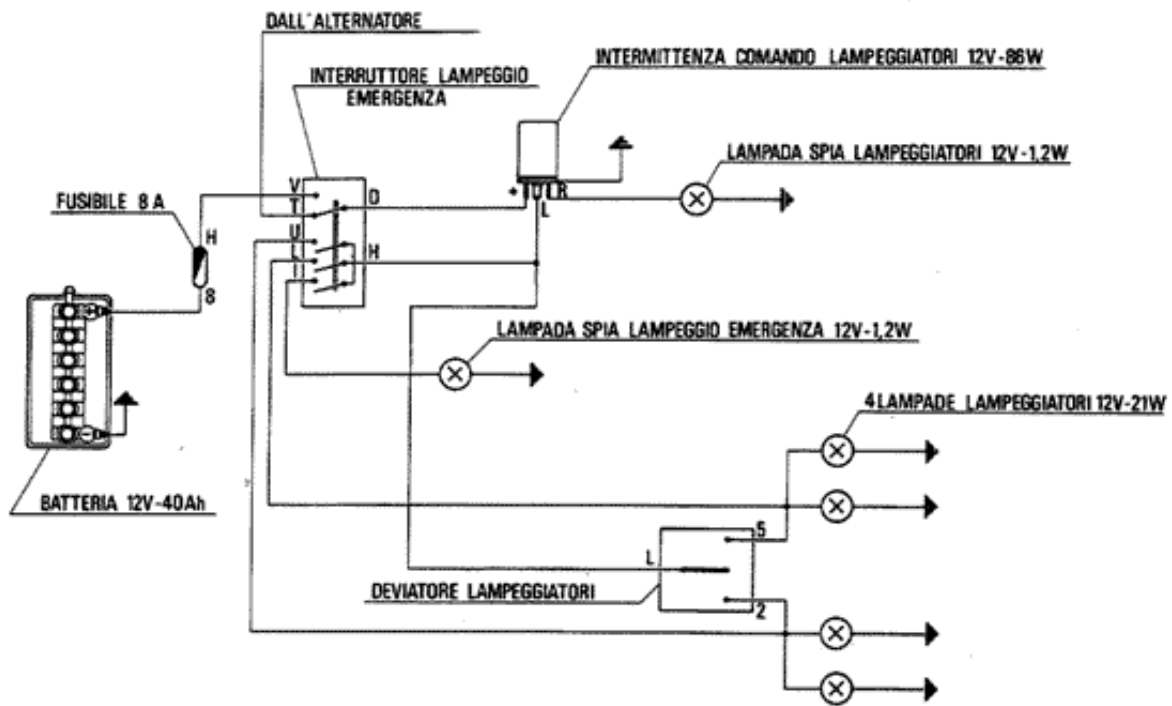 DALL'ALTERNATORE
INTERMITTENZA COMANDO LAMPEGGIATORI 12V-86W
INTERRUTTORE LAMPEGGIO
EMERGENZA
LAMPADA SPIA LAMPEGGIATORI 12V-1,2W
FUSIBILE 8 A
V
D
+
R
T
L
H
U
L
H
I
8
LAMPADA SPIA LAMPEGGIO EMERGENZA 12V-1,2W
4 LAMPADE LAMPEGGIATORI 12V-21W
BATTERIA 12V-40Ah
5
L
DEVIATORE LAMPEGGIATORI
2